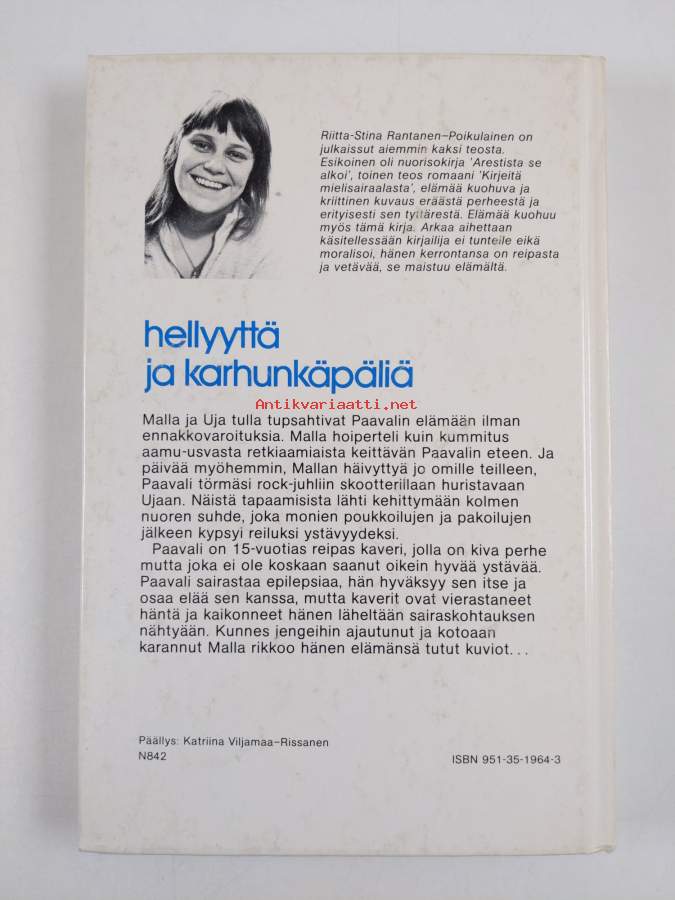 Riitta-Stina Rantanen–Poikulainen on
julkaissut aiemmin kaksi teosta.
Esikoinen oli nuorisokirja 'Arestista se
alkoi', toinen teos romaani 'Kirjeitä
mielisairaalasta', elämää kuohuva ja
kriittinen kuvaus eräästä perheestä ja
erityisesti sen tyttärestä. Elämää kuohuu
myös tämä kirja. Arkaa aihettaan
käsitellessään kirjailija ei tunteile eikä
moralisoi, hänen kerrontansa on reipasta
ja vetävää, se maistuu elämältä.
hellyyttä
ja karhunkäpäliä
Antikvariaatti.net
Malla ja Uja tulla tupsahtivat Paavalin elämään ilman
ennakkovaroituksia. Malla hoiperteli kuin kummitus
aamu-usvasta retkiaamiaista keittävän Paavalin eteen. Ja
päivää myöhemmin, Mallan häivyttyä jo omille teilleen,
Paavali törmäsi rock-juhliin skootterillaan huristavaan
Ujaan. Näistä tapaamisista lähti kehittymään kolmen
nuoren suhde, joka monien poukkoilujen ja pakoilujen
jälkeen kypsyi reiluksi ystävyydeksi.
Paavali on 15-vuotias reipas kaveri, jolla on kiva perhe
mutta joka ei ole koskaan saanut oikein hyvää ystävää.
Paavali sairastaa epilepsiaa, hän hyväksyy sen itse ja
osaa elää sen kanssa, mutta kaverit ovat vierastaneet
häntä ja kaikonneet hänen läheltään sairaskohtauksen
nähtyään. Kunnes jengeihin ajautunut ja kotoaan
karannut Malla rikkoo hänen elämänsä tutut kuviot...
Päällys: Katriina Viljamaa–Rissanen
N842
ISBN 951-35-1964-3